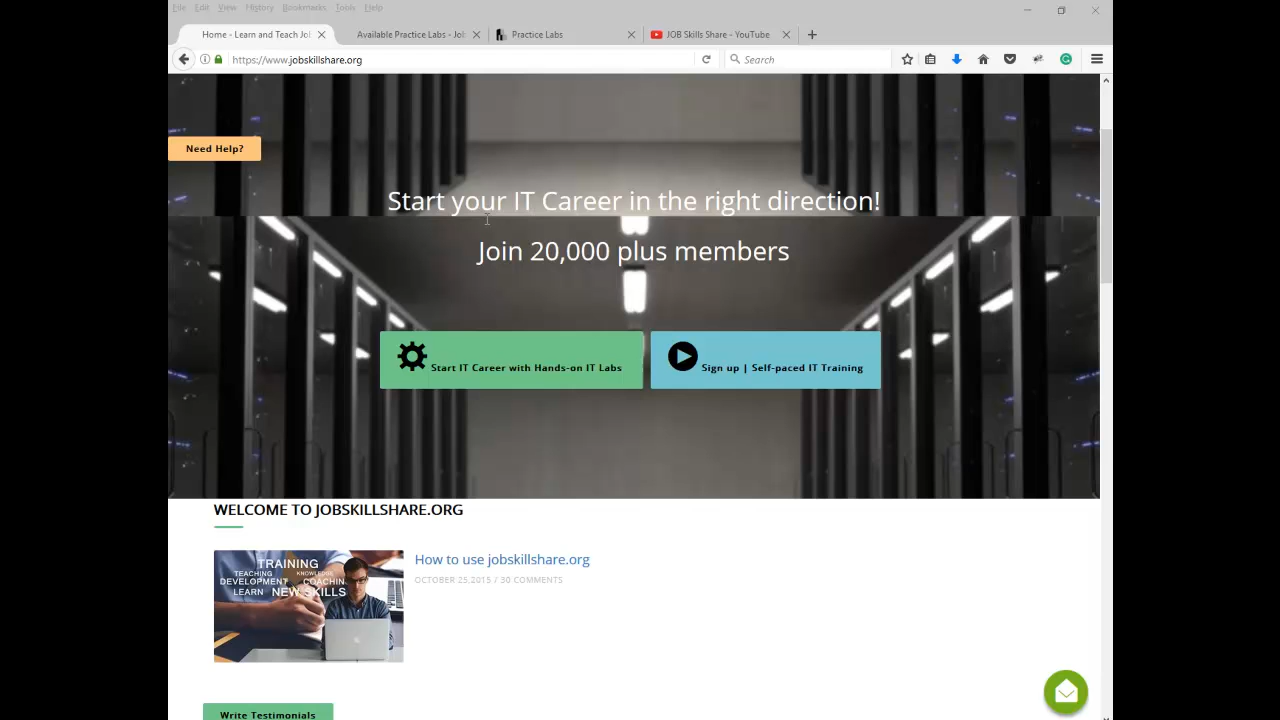 File Edit View History Bookmarks Tools Help
Home - Learn and Teach Jo
Available Practice Labs - Jo
Practice Labs
JOB Skills Share - YouTube
https://www.jobskillshare.org
Search
Need Help?
Start your IT Career in the right direction!
Join 20,000 plus members
Start IT Career with Hands-on IT Labs
Sign up | Self-paced IT Training
WELCOME TO JOBSKILLSHARE.ORG
TRAINING
TEACHING KNOWLEDGE
DEVELOPMENT COACHIN
LEARN NEW SKILLS
How to use jobskillshare.org
OCTOBER 25,2015 / 30 COMMENTS
Write Testimonials